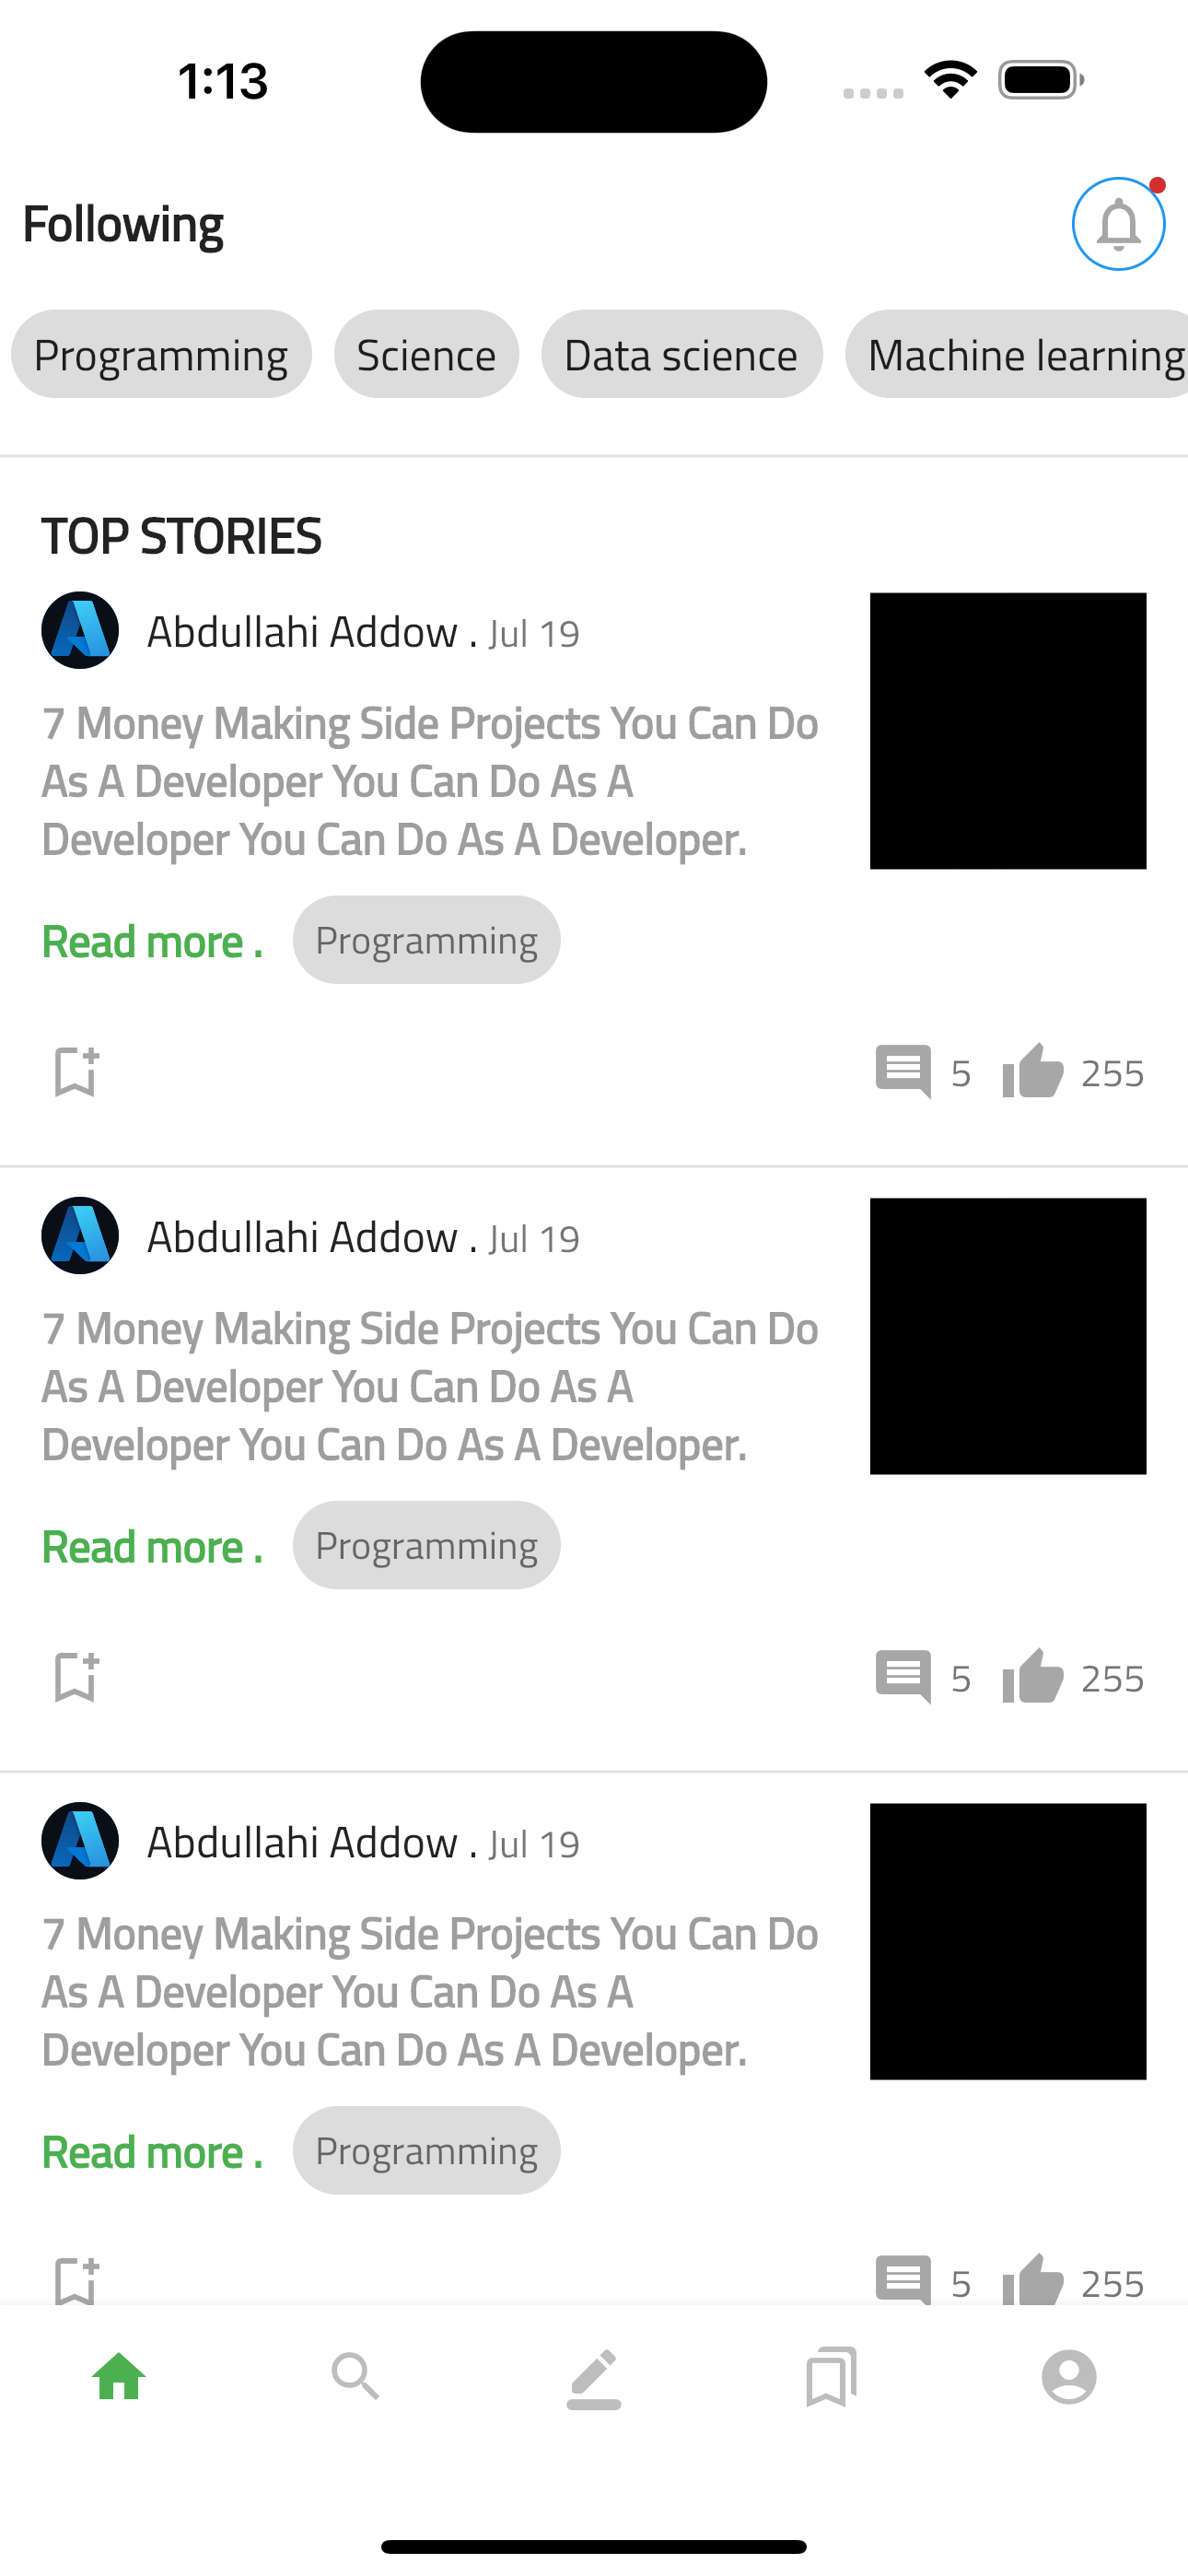 1:13
Following
Programming Science Data science Machine learning
TOP STORIES
Abdullahi Addow . Jul 19
7 Money Making Side Projects You Can Do
As A Developer You Can Do As A
Developer You Can Do As A Developer.
Read more . Programming
5 255
Abdullahi Addow . Jul 19
7 Money Making Side Projects You Can Do
As A Developer You Can Do As A
Developer You Can Do As A Developer.
Read more . Programming
5 255
Abdullahi Addow . Jul 19
7 Money Making Side Projects You Can Do
As A Developer You Can Do As A
Developer You Can Do As A Developer.
Read more . Programming
5 255